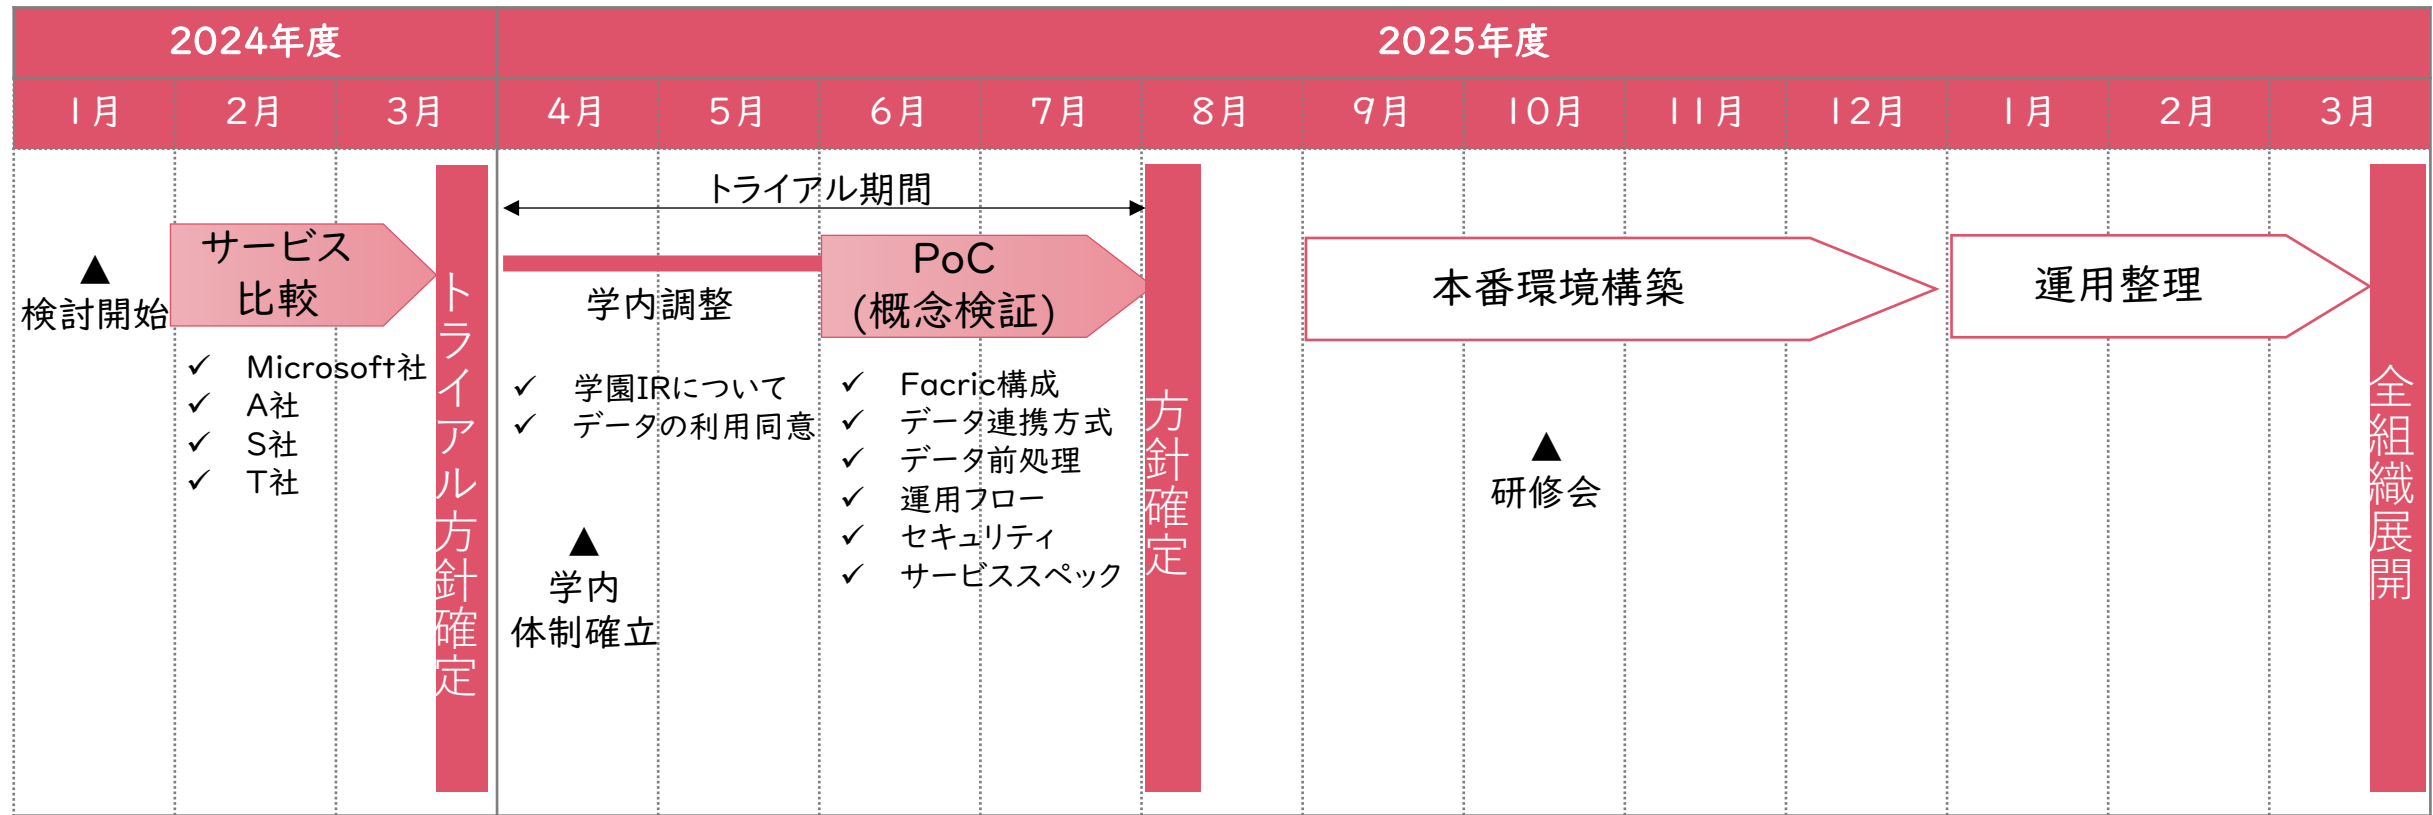 2024年度
2025年度
1月
2月
3月
4月
5月
6月
7月
8月
9月
10月
11月
12月
1月
2月
3月
▲
検討開始
サービス
比較
✓ Microsoft社
✓ A社
✓ S社
✓ T社
トライアル方針確定
トライアル期間
学内調整
✓ 学園IRについて
✓ データの利用同意
▲
学内
体制確立
PoC
(概念検証)
✓ Facric構成
✓ データ連携方式
✓ データ前処理
✓ 運用フロー
✓ セキュリティ
✓ サービススペック
方針確定
本番環境構築
▲
研修会
運用整理
全組織展開